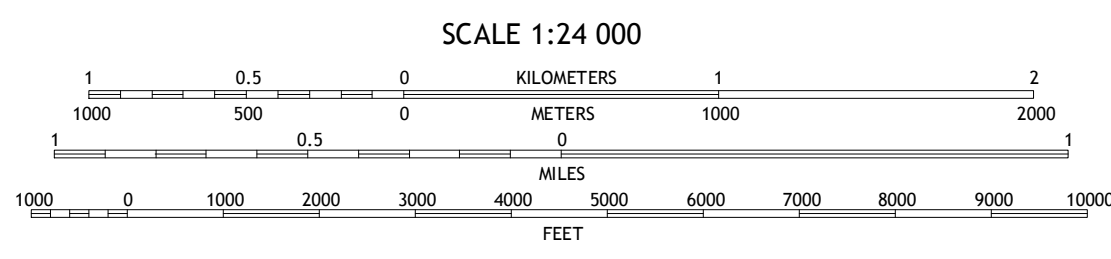 SCALE 1:24 000
1 0.5 0 KILOMETERS 1 2
1000 500 0 METERS 1000 2000
1 0.5 0 1
MILES
1000 0 1000 2000 3000 4000 5000 6000 7000 8000 9000 10000
FEET